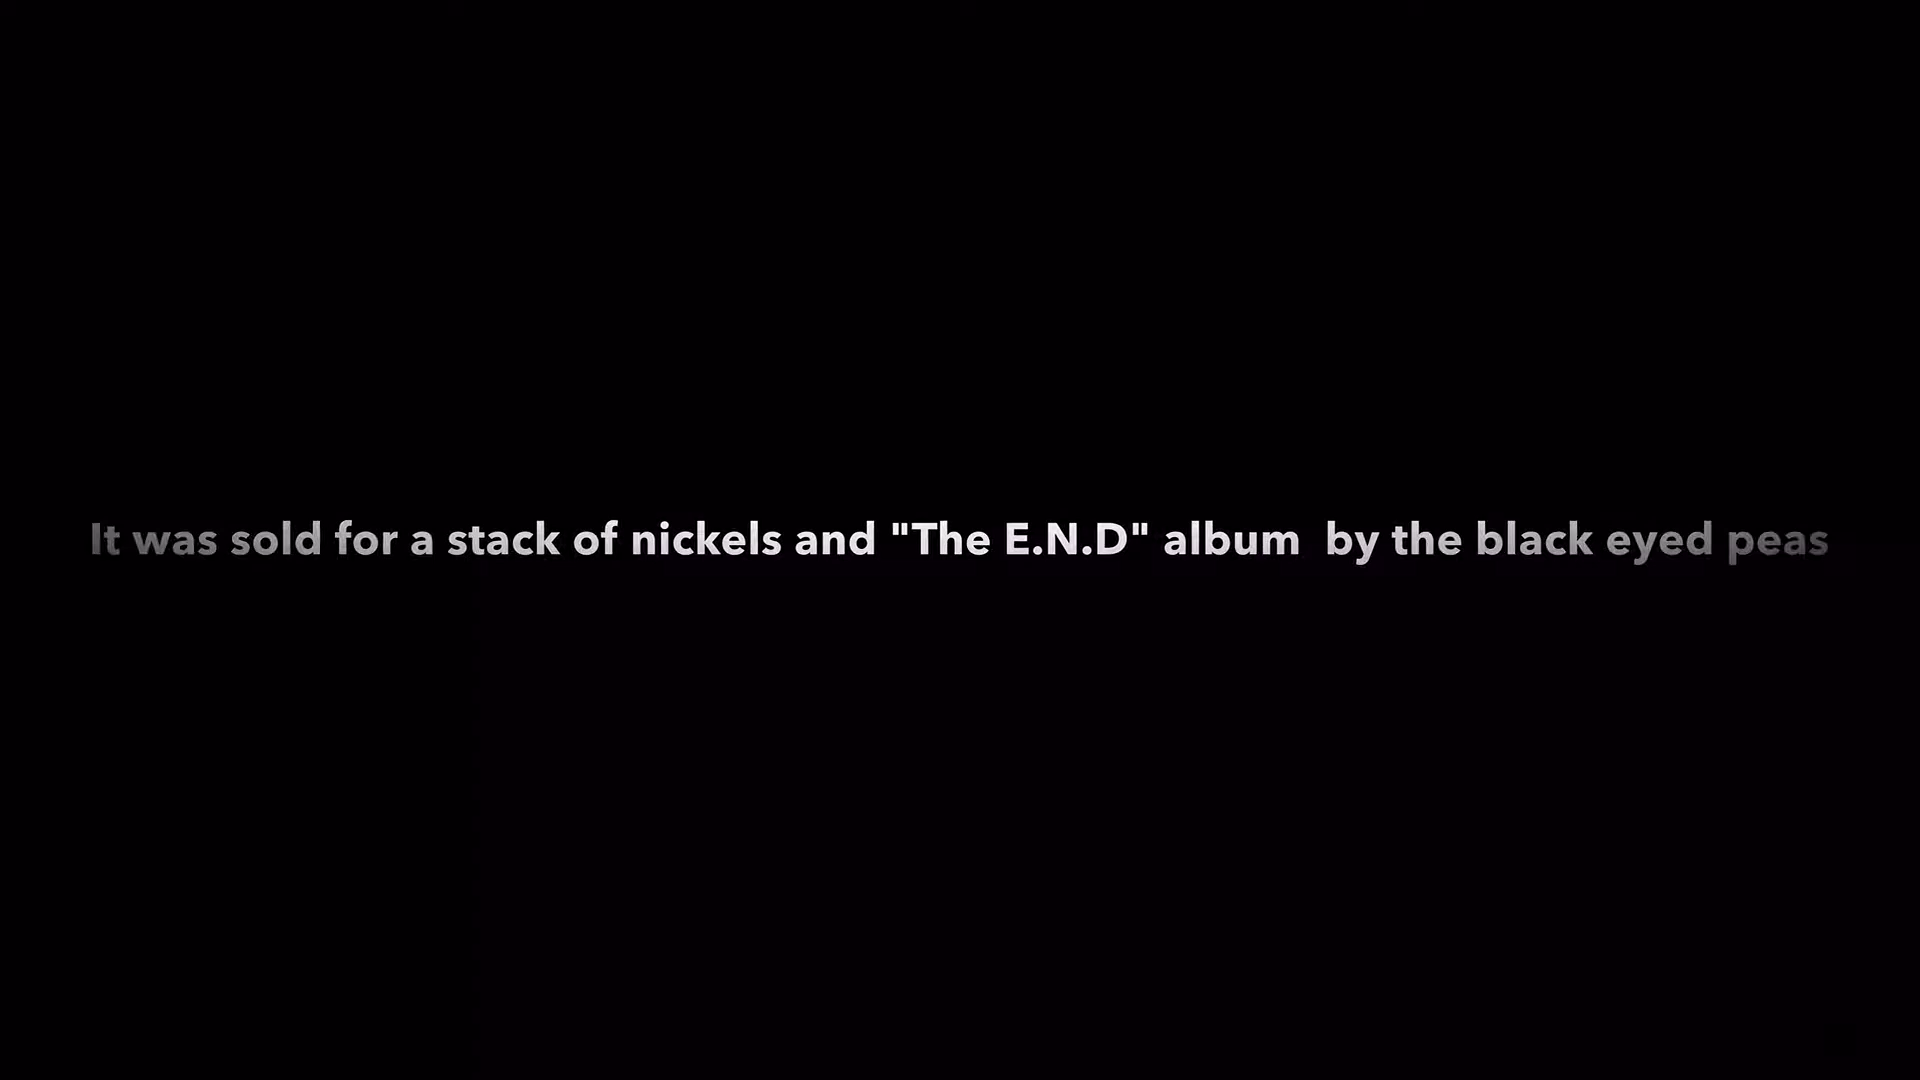 It was sold for a stack of nickels and "The E.N.D" album  by the black eyed peas